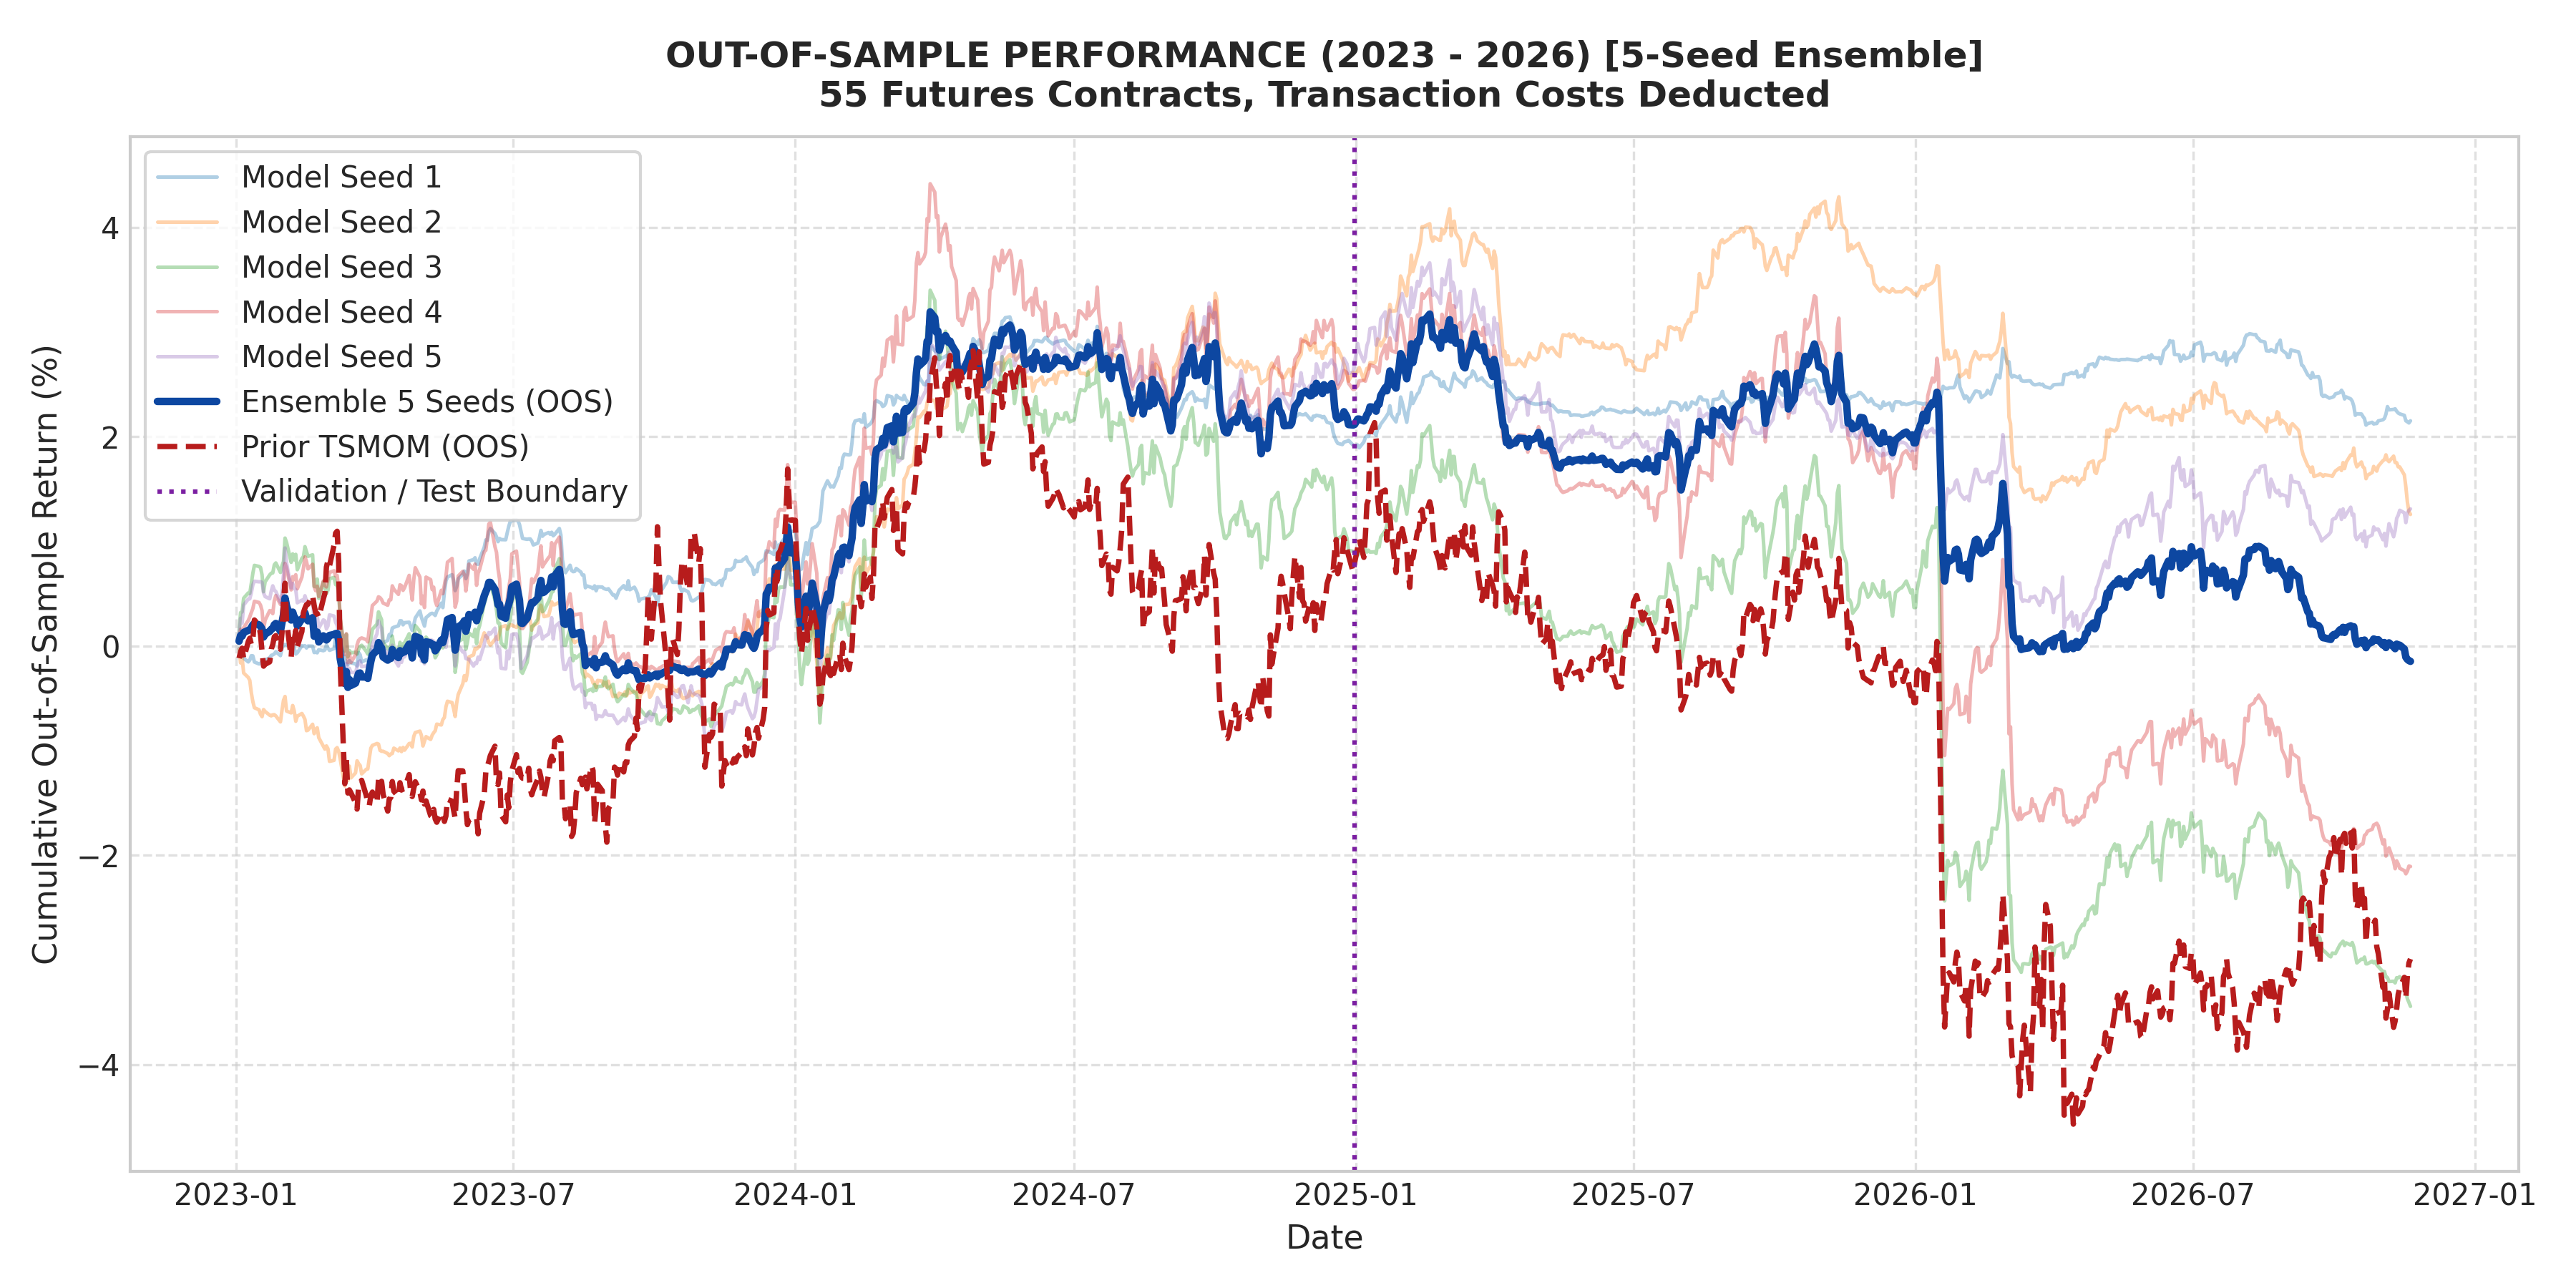 OUT-OF-SAMPLE PERFORMANCE (2023 - 2026) [5-Seed Ensemble]
55 Futures Contracts, Transaction Costs Deducted
Model Seed 1
Model Seed 2
Model Seed 3
Model Seed 4
Model Seed 5
Ensemble 5 Seeds (OOS)
Prior TSMOM (OOS)
Validation / Test Boundary
Cumulative Out-of-Sample Return (%)
4
2
0
−2
−4
2023-01
2023-07
2024-01
2024-07
2025-01
2025-07
2026-01
2026-07
2027-01
Date